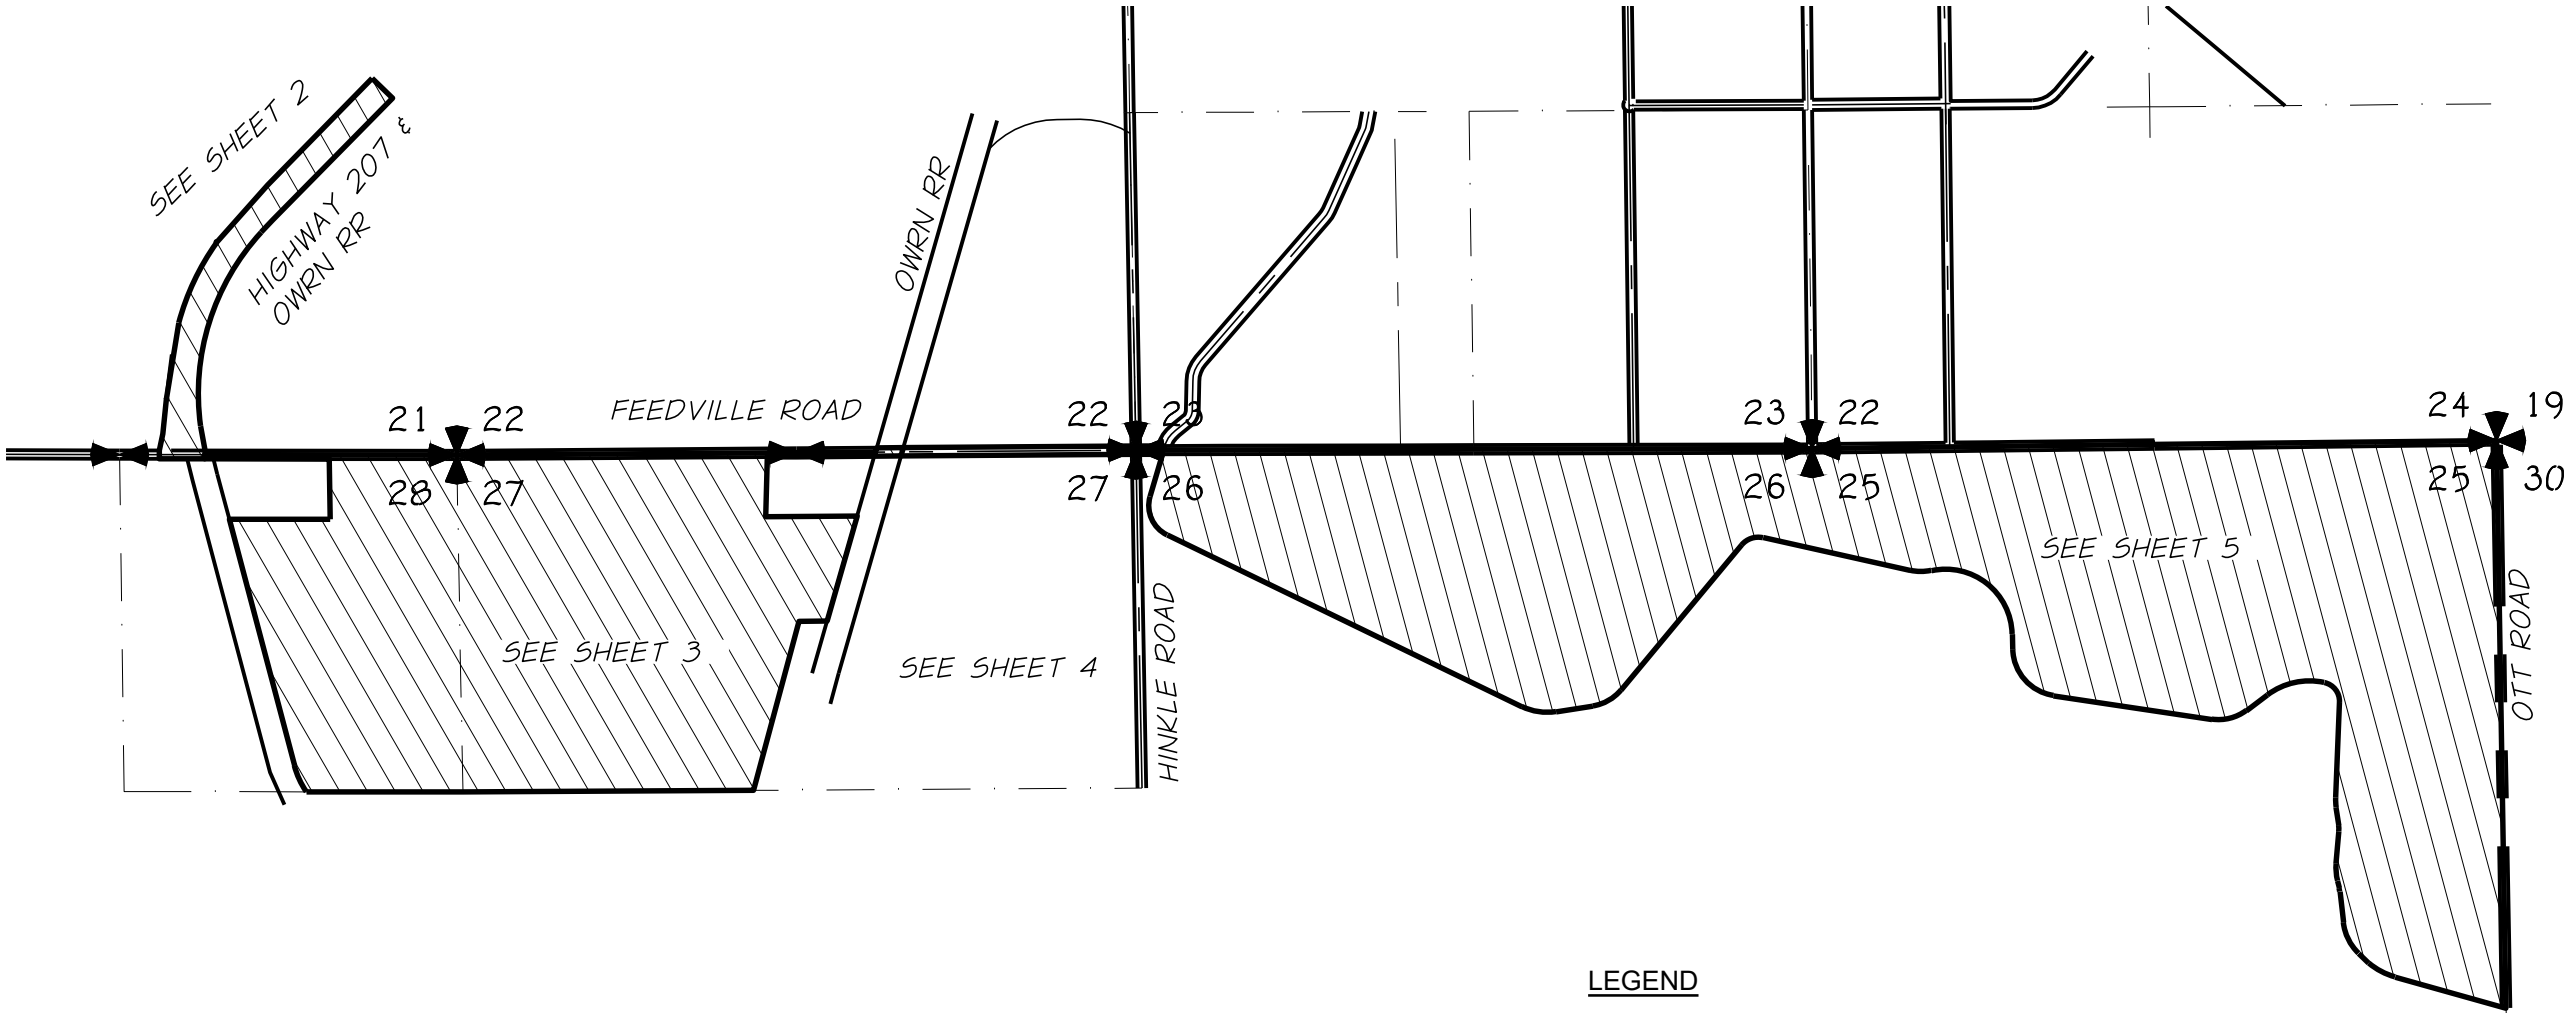 SEE SHEET 2
HIGHWAY 207 &
OWRN RR
OWRN RR
FEEDVILLE ROAD
21 22
28 27
22 23
27 26
23 22
26 25
24 19
25 30
SEE SHEET 5
SEE SHEET 3
SEE SHEET 4
HINKLE ROAD
OTT ROAD
LEGEND